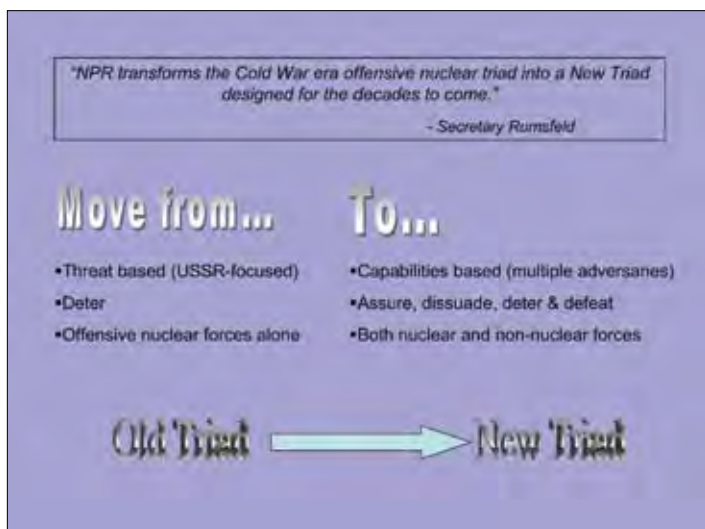 "NPR transforms the Cold War era offensive nuclear triad into a New Triad
designed for the decades to come."
- Secretary Rumsfeld
Move from... To...
•Threat based (USSR-focused) •Capabilities based (multiple adversaries)
•Deter •Assure, dissuade, deter & defeat
•Offensive nuclear forces alone •Both nuclear and non-nuclear forces
Old Triad New Triad